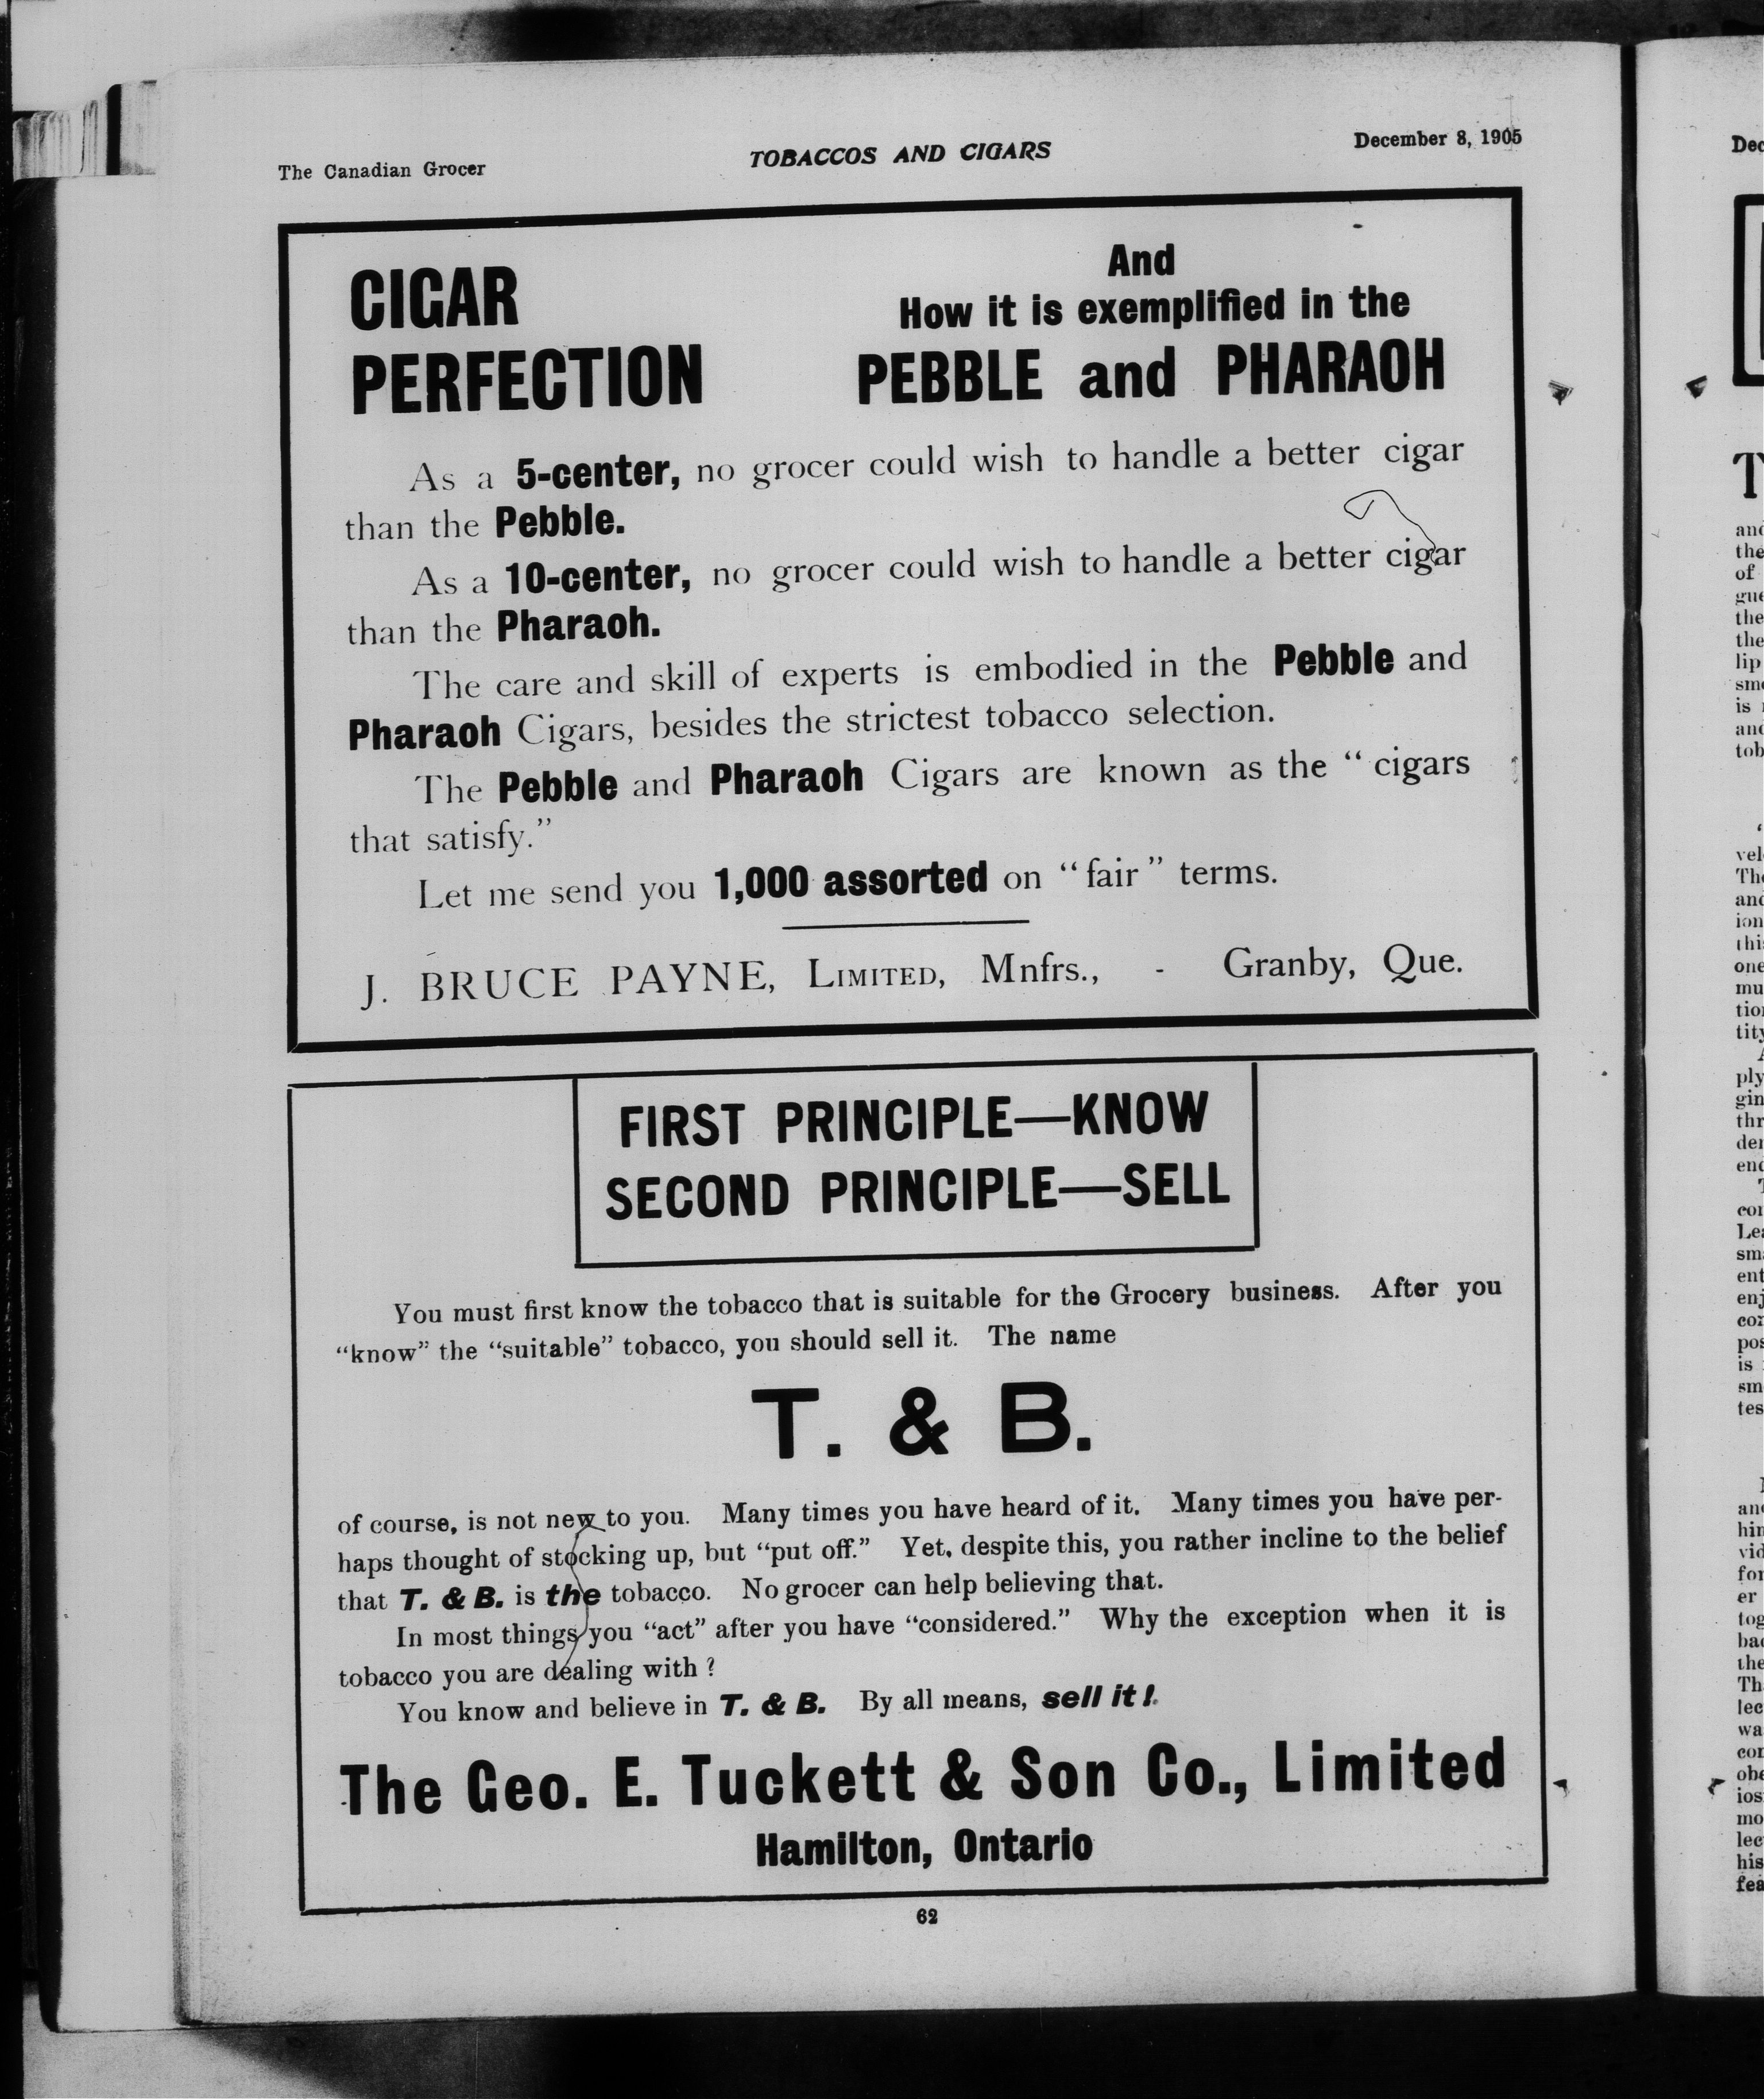 The Canadian Grocer
TOBACCOS AND CIGARS
December 8, 1905
CIGAR
PERFECTION
And
How it is exemplified in the
PEBBLE and PHARAOH
As a 5-center, no grocer could wish to handle a better cigar
than the Pebble.
As a 10-center, no grocer could wish to handle a better cigar
than the Pharaoh.
The care and skill of experts is embodied in the Pebble and
Pharaoh Cigars, besides the strictest tobacco selection.
The Pebble and Pharaoh Cigars are known as the “cigars
that satisfy.”
Let me send you 1,000 assorted on “fair” terms.
J. BRUCE PAYNE, LIMITED, Mnfrs., - Granby, Que.
FIRST PRINCIPLE—KNOW
SECOND PRINCIPLE—SELL
You must first know the tobacco that is suitable for the Grocery business. After you
“know” the “suitable” tobacco, you should sell it. The name
T. & B.
of course, is not new to you. Many times you have heard of it. Many times you have per-
haps thought of stocking up, but “put off.” Yet, despite this, you rather incline to the belief
that T. & B. is the tobacco. No grocer can help believing that.
In most things you “act” after you have “considered.” Why the exception when it is
tobacco you are dealing with?
You know and believe in T. & B. By all means, sell it!
The Geo. E. Tuckett & Son Co., Limited
Hamilton, Ontario
62